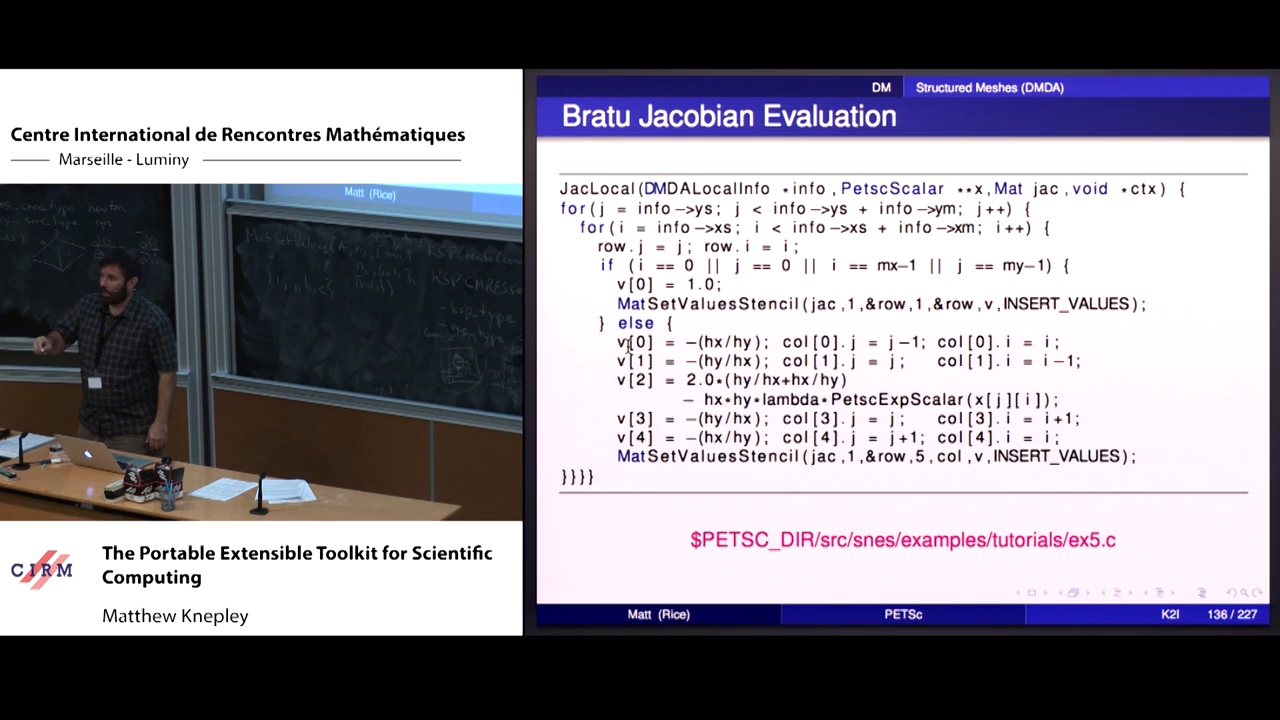 Centre International de Rencontres Mathématiques
Marseille - Luminy
Matt (Rice)
CIRM
The Portable Extensible Toolkit for Scientific
Computing
Matthew Knepley
DM Structured Meshes (DMDA)
Bratu Jacobian Evaluation
JacLocal(DMDALocalInfo *info,PetscScalar **x,Mat jac,void *ctx) {
for(j = info->ys; j < info->ys + info->ym; j++) {
for(i = info->xs; i < info->xs + info->xm; i++) {
row.j = j; row.i = i;
if (i == 0 || j == 0 || i == mx-1 || j == my-1) {
v[0] = 1.0;
MatSetValuesStencil(jac,1,&row,1,&row,v,INSERT_VALUES);
} else {
v[0] = -(hx/hy); col[0].j = j-1; col[0].i = i;
v[1] = -(hy/hx); col[1].j = j; col[1].i = i-1;
v[2] = 2.0*(hy/hx+hx/hy)
- hx*hy*lambda*PetscExpScalar(x[j][i]);
v[3] = -(hy/hx); col[3].j = j; col[3].i = i+1;
v[4] = -(hx/hy); col[4].j = j+1; col[4].i = i;
MatSetValuesStencil(jac,1,&row,5,col,v,INSERT_VALUES);
}}}}
$PETSC_DIR/src/snes/examples/tutorials/ex5.c
Matt (Rice) PETSc K2I 136 / 227